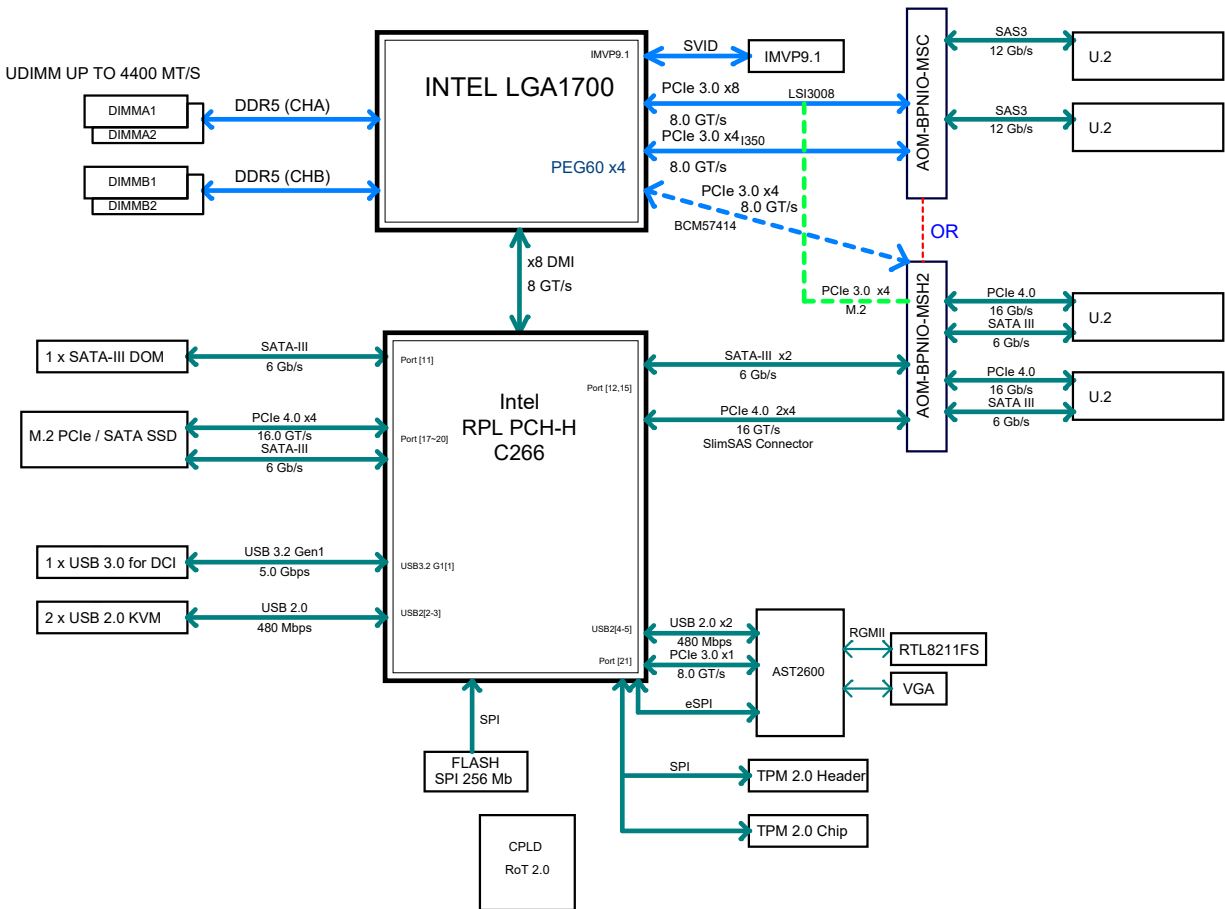 UDIMM UP TO 4400 MT/S
DIMMA1
DIMMA2
DDR5 (CHA)
DIMMB1
DIMMB2
DDR5 (CHB)
IMVP9.1
INTEL LGA1700
PEG60 x4
SVID
IMVP9.1
PCIe 3.0 x8
LSI3008
8.0 GT/s
PCIe 3.0 x4
I350
8.0 GT/s
PCIe 3.0 x4
8.0 GT/s
BCM57414
AOM-BPNIO-MSC
SAS3
12 Gb/s
U.2
SAS3
12 Gb/s
U.2
OR
x8 DMI
8 GT/s
PCIe 3.0 x4
M.2
AOM-BPNIO-MSH2
PCIe 4.0
16 Gb/s
SATA III
6 Gb/s
U.2
PCIe 4.0
16 Gb/s
SATA III
6 Gb/s
U.2
1 x SATA-III DOM
SATA-III
6 Gb/s
Port [11]
M.2 PCIe / SATA SSD
PCIe 4.0 x4
16.0 GT/s
SATA-III
6 Gb/s
Port [17~20]
Intel
RPL PCH-H
C266
Port [12,15]
SATA-III x2
6 Gb/s
PCIe 4.0 2x4
16 GT/s
SlimSAS Connector
1 x USB 3.0 for DCI
USB 3.2 Gen1
5.0 Gbps
USB3.2 G1[1]
2 x USB 2.0 KVM
USB 2.0
480 Mbps
USB2[2-3]
USB2[4-5]
Port [21]
USB 2.0 x2
480 Mbps
PCIe 3.0 x1
8.0 GT/s
eSPI
AST2600
RGMII
RTL8211FS
VGA
SPI
FLASH
SPI 256 Mb
SPI
TPM 2.0 Header
TPM 2.0 Chip
CPLD
RoT 2.0